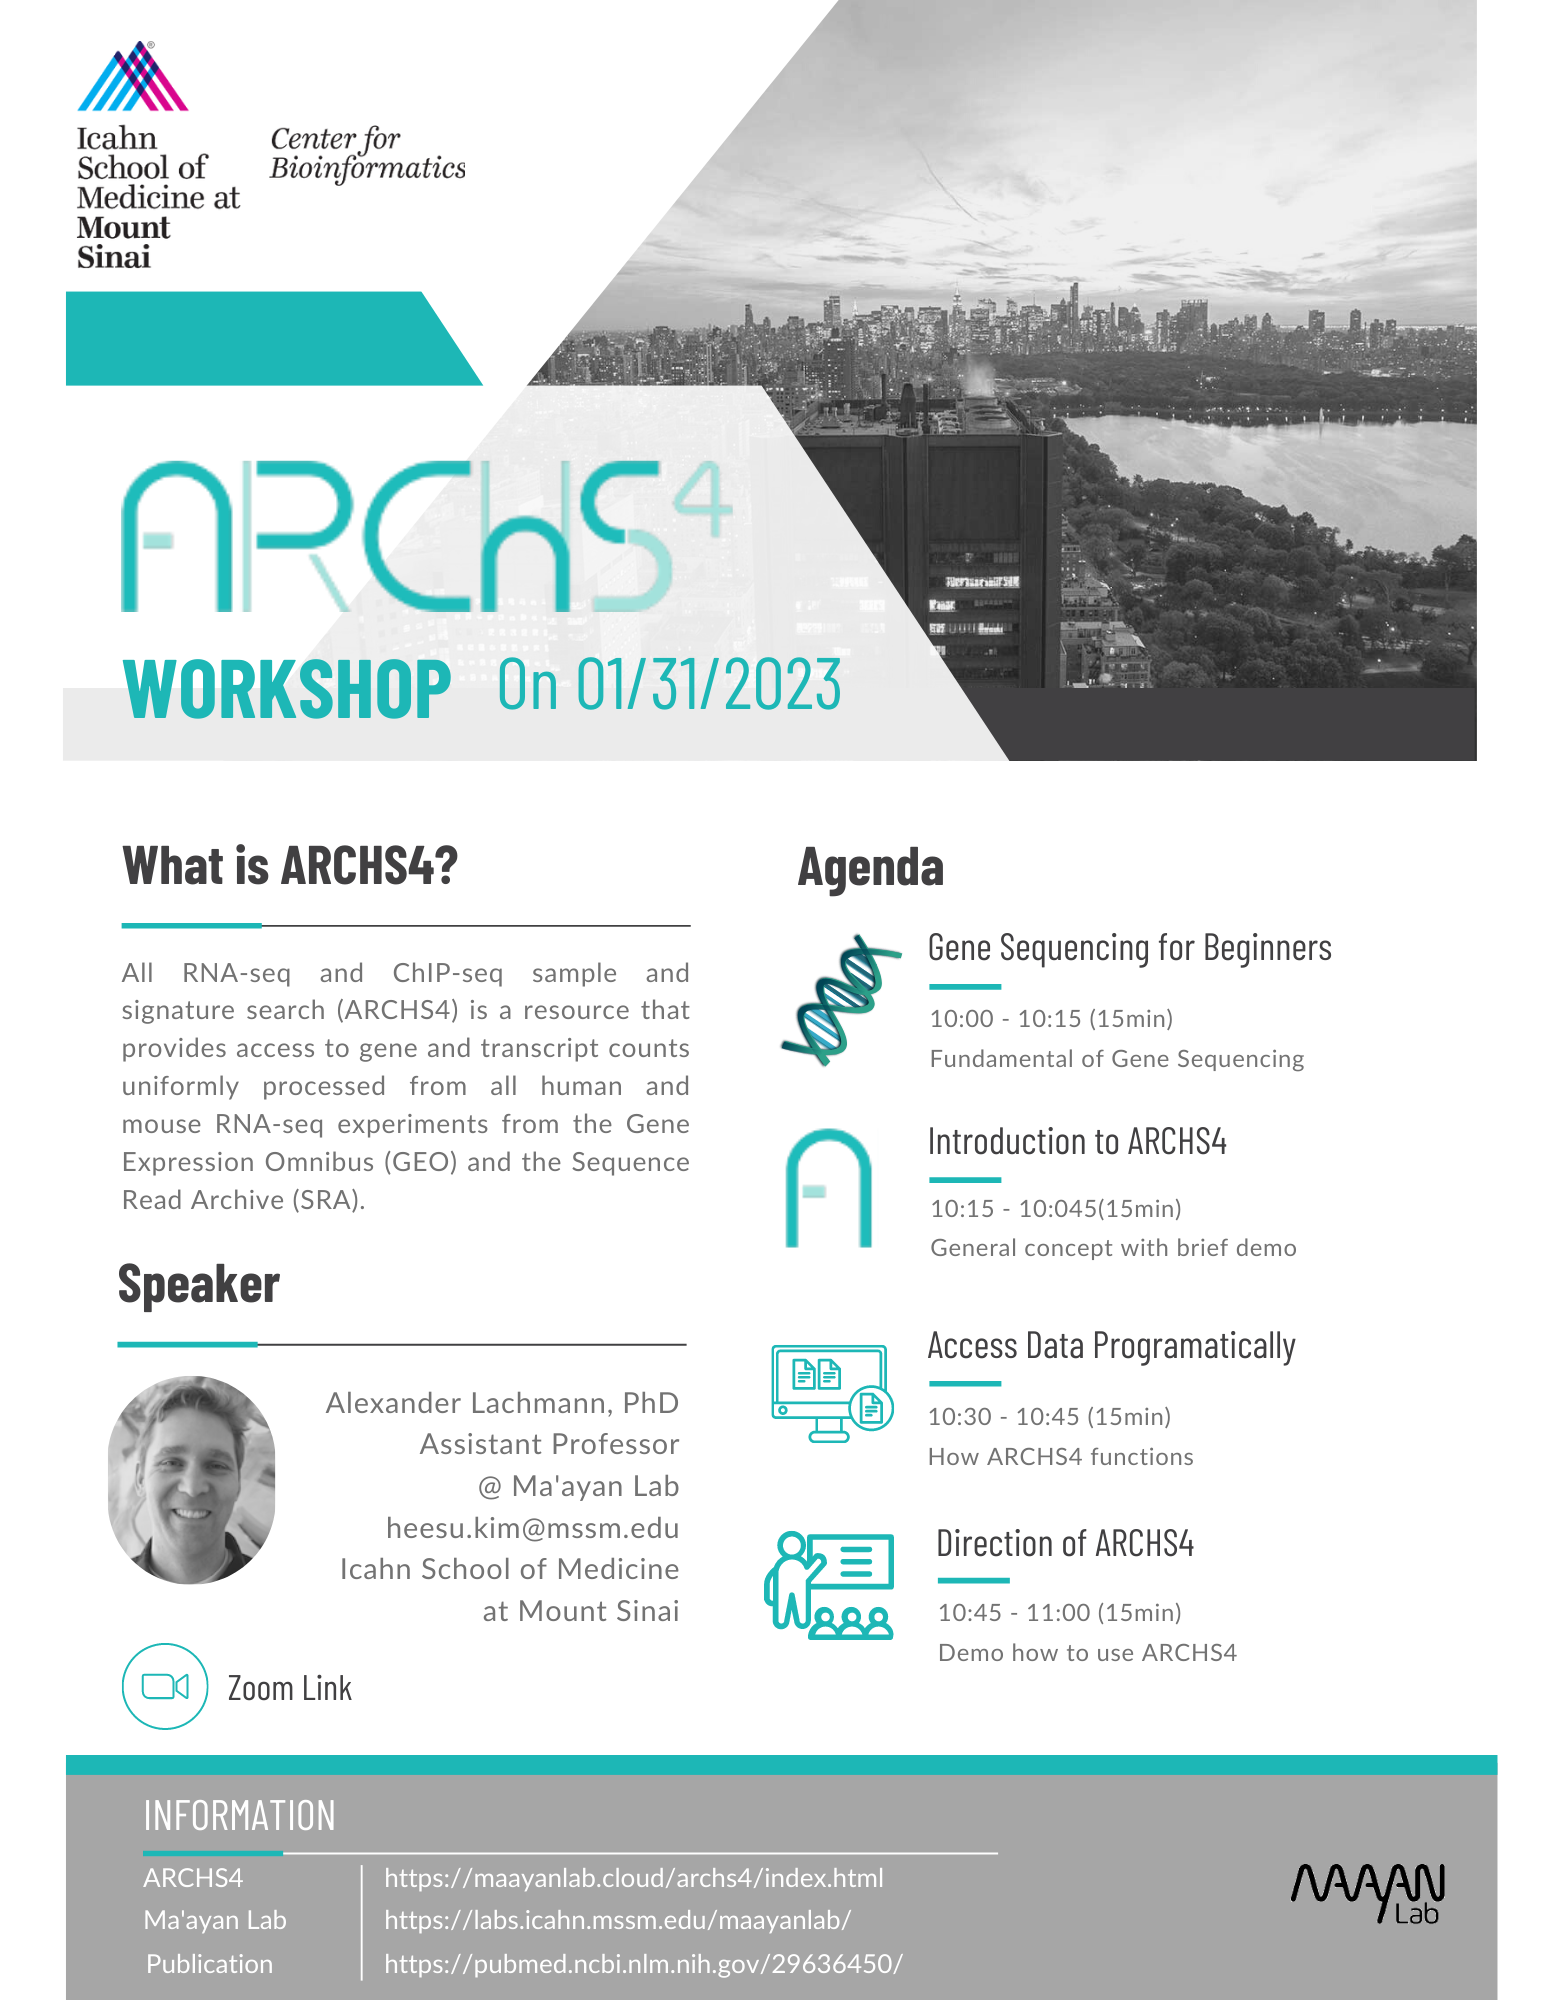 Icahn
School of
Medicine at
Mount
Sinai
®
Center for
Bioinformatics
ARCHS4
WORKSHOP On 01/31/2023
What is ARCHS4?
All RNA-seq and ChIP-seq sample and
signature search (ARCHS4) is a resource that
provides access to gene and transcript counts
uniformly processed from all human and
mouse RNA-seq experiments from the Gene
Expression Omnibus (GEO) and the Sequence
Read Archive (SRA).
Speaker
Alexander Lachmann, PhD
Assistant Professor
@ Ma'ayan Lab
heesu.kim@mssm.edu
Icahn School of Medicine
at Mount Sinai
Zoom Link
Agenda
Gene Sequencing for Beginners
10:00 - 10:15 (15min)
Fundamental of Gene Sequencing
A
Introduction to ARCHS4
10:15 - 10:045(15min)
General concept with brief demo
Access Data Programatically
10:30 - 10:45 (15min)
How ARCHS4 functions
Direction of ARCHS4
10:45 - 11:00 (15min)
Demo how to use ARCHS4
INFORMATION
ARCHS4 https://maayanlab.cloud/archs4/index.html
Ma'ayan Lab https://labs.icahn.mssm.edu/maayanlab/
Publication https://pubmed.ncbi.nlm.nih.gov/29636450/
MAAYAN
Lab